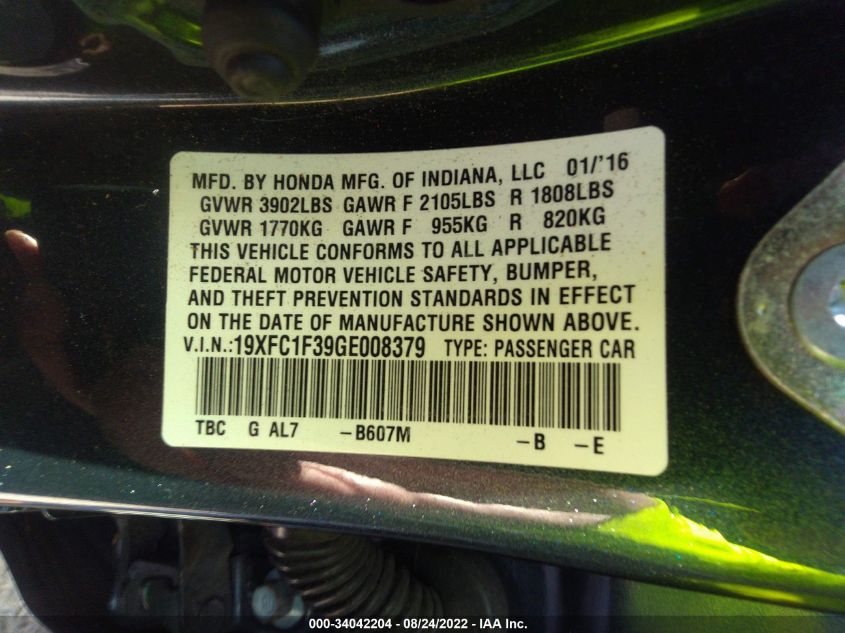 MFD. BY HONDA MFG. OF INDIANA, LLC 01/'16
GVWR 3902LBS GAWR F 2105LBS R 1808LBS
GVWR 1770KG GAWR F 955KG R 820KG
THIS VEHICLE CONFORMS TO ALL APPLICABLE
FEDERAL MOTOR VEHICLE SAFETY, BUMPER,
AND THEFT PREVENTION STANDARDS IN EFFECT
ON THE DATE OF MANUFACTURE SHOWN ABOVE.
V.I.N.:19XFC1F39GE008379 TYPE: PASSENGER CAR
TBC G AL7 -B607M -B -E
000-34042204 - 08/24/2022 - IAA Inc.